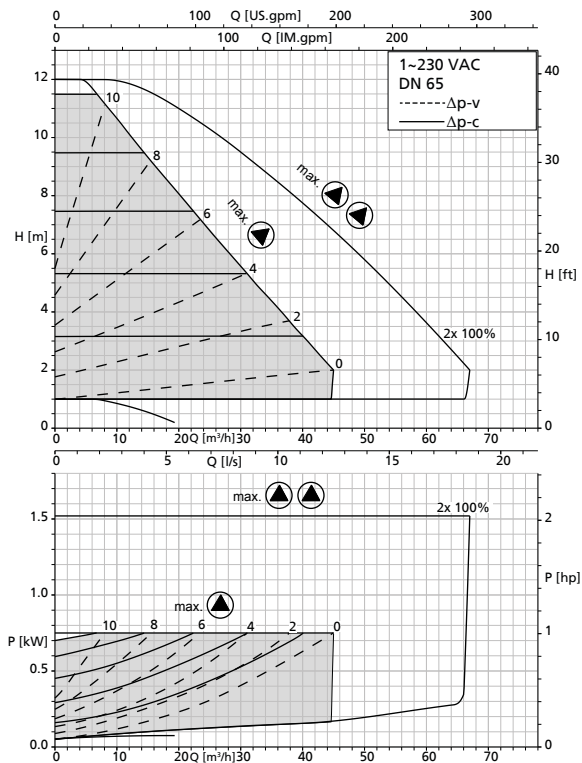 Q [US.gpm]
0 100 200 300
Q [IM.gpm]
0 100 200
1~230 VAC
DN 65
Δp-v
Δp-c
12
10
8
H [m]
6
4
2
0
40
30
20
H [ft]
10
0
10
8
6
4
2
0
max.
max.
2x 100%
0 10 20 Q [m³/h] 30 40 50 60 70
0 5 Q [l/s] 10 15 20
max.
2x 100%
max.
10 8 6 4 2 0
1.5
1.0
P [kW]
0.5
0.0
2
P [hp]
1
0
0 10 20 Q [m³/h] 30 40 50 60 70